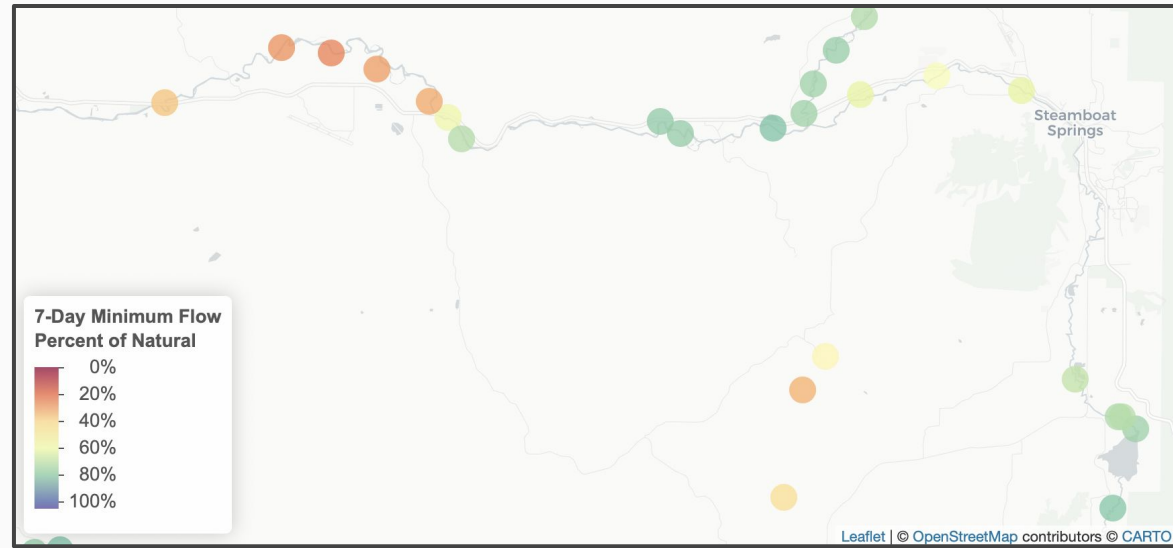 Steamboat
Springs
7-Day Minimum Flow
Percent of Natural
0%
20%
40%
60%
80%
100%
Leaflet | © OpenStreetMap contributors © CARTO